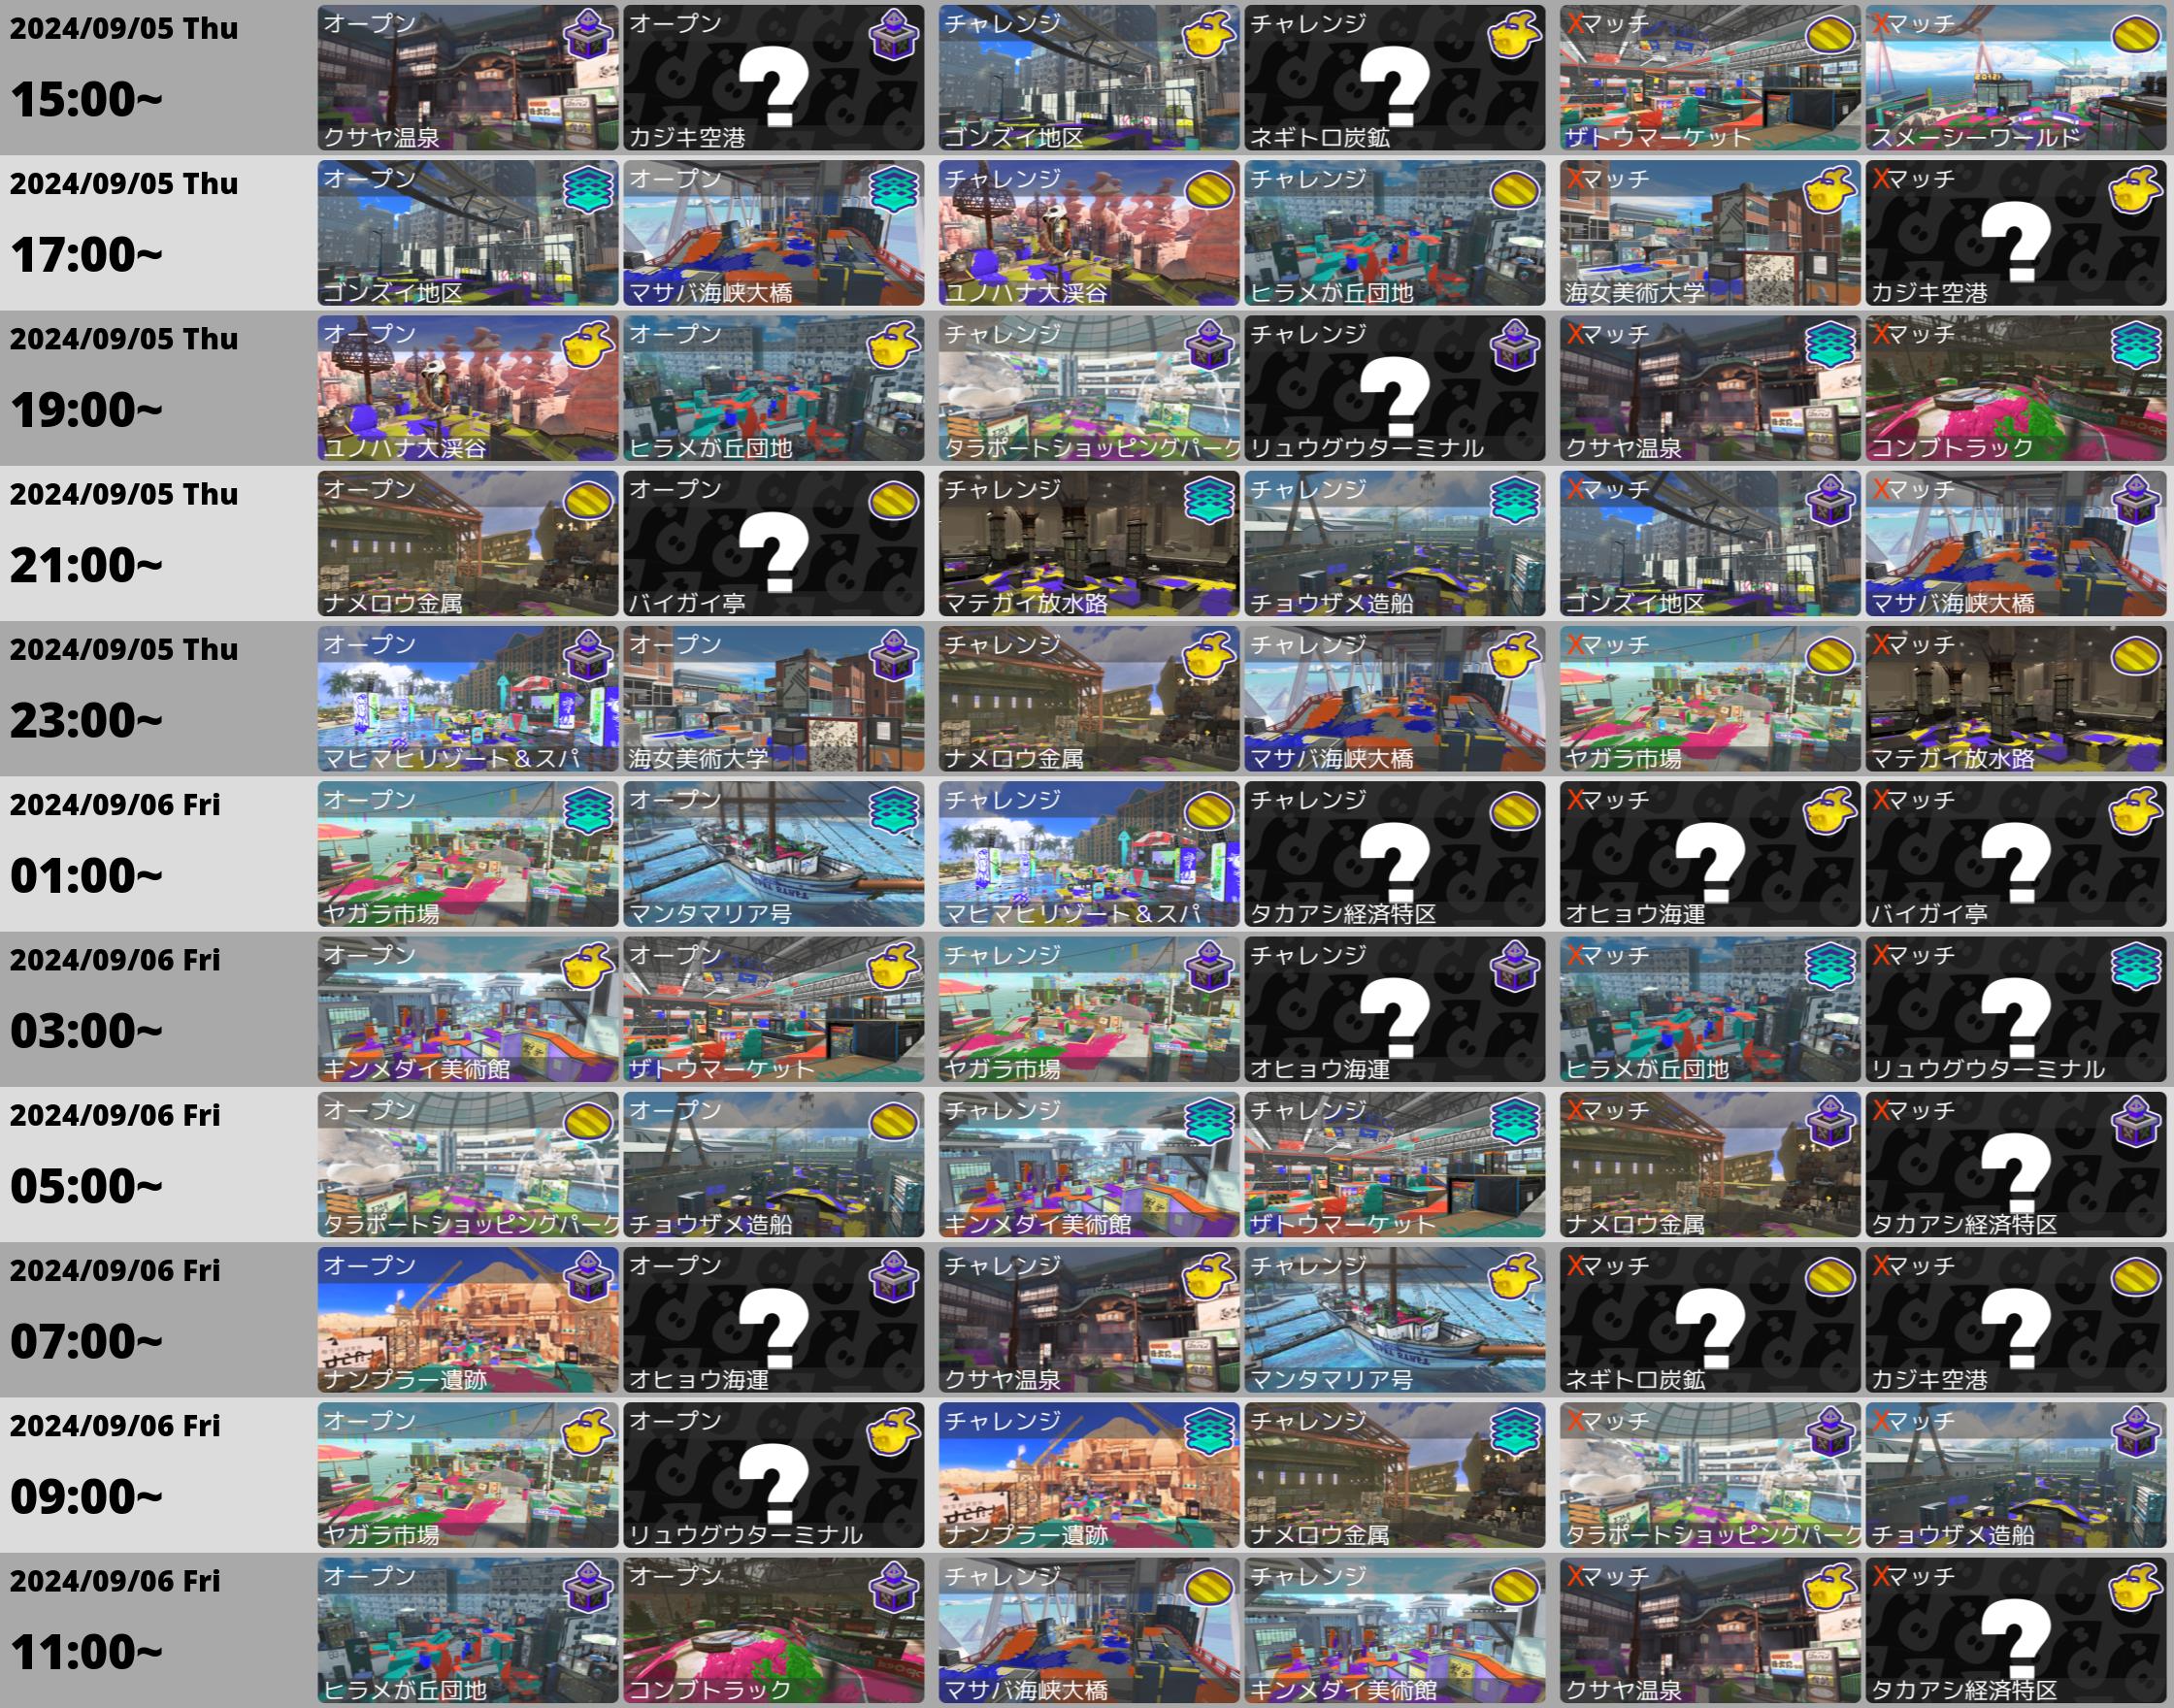 2024/09/05 Thu
15:00~
オープン
クサヤ温泉
オープン
カジキ空港
チャレンジ
ゴンズイ地区
チャレンジ
ネギトロ炭鉱
Xマッチ
ザトウマーケット
Xマッチ
スメーシーワールド
2024/09/05 Thu
17:00~
オープン
ゴンズイ地区
オープン
マサバ海峡大橋
チャレンジ
ユノハナ大渓谷
チャレンジ
ヒラメが丘団地
Xマッチ
海女美術大学
Xマッチ
カジキ空港
2024/09/05 Thu
19:00~
オープン
ユノハナ大渓谷
オープン
ヒラメが丘団地
チャレンジ
タラポートショッピングパーク
チャレンジ
リュウグウターミナル
Xマッチ
クサヤ温泉
Xマッチ
コンブトラック
2024/09/05 Thu
21:00~
オープン
ナメロウ金属
オープン
バイガイ亭
チャレンジ
マテガイ放水路
チャレンジ
チョウザメ造船
Xマッチ
ゴンズイ地区
Xマッチ
マサバ海峡大橋
2024/09/05 Thu
23:00~
オープン
マヒマヒリゾート&スパ
オープン
海女美術大学
チャレンジ
ナメロウ金属
チャレンジ
マサバ海峡大橋
Xマッチ
ヤガラ市場
Xマッチ
マテガイ放水路
2024/09/06 Fri
01:00~
オープン
ヤガラ市場
オープン
マンタマリア号
チャレンジ
マヒマヒリゾート&スパ
チャレンジ
タカアシ経済特区
Xマッチ
オヒョウ海運
Xマッチ
バイガイ亭
2024/09/06 Fri
03:00~
オープン
キンメダイ美術館
オープン
ザトウマーケット
チャレンジ
ヤガラ市場
チャレンジ
オヒョウ海運
Xマッチ
ヒラメが丘団地
Xマッチ
リュウグウターミナル
2024/09/06 Fri
05:00~
オープン
タラポートショッピングパーク
オープン
チョウザメ造船
チャレンジ
キンメダイ美術館
チャレンジ
ザトウマーケット
Xマッチ
ナメロウ金属
Xマッチ
タカアシ経済特区
2024/09/06 Fri
07:00~
オープン
ナンプラー遺跡
オープン
オヒョウ海運
チャレンジ
クサヤ温泉
チャレンジ
マンタマリア号
Xマッチ
ネギトロ炭鉱
Xマッチ
カジキ空港
2024/09/06 Fri
09:00~
オープン
ヤガラ市場
オープン
リュウグウターミナル
チャレンジ
ナンプラー遺跡
チャレンジ
ナメロウ金属
Xマッチ
タラポートショッピングパーク
Xマッチ
チョウザメ造船
2024/09/06 Fri
11:00~
オープン
ヒラメが丘団地
オープン
コンブトラック
チャレンジ
マサバ海峡大橋
チャレンジ
キンメダイ美術館
Xマッチ
クサヤ温泉
Xマッチ
タカアシ経済特区